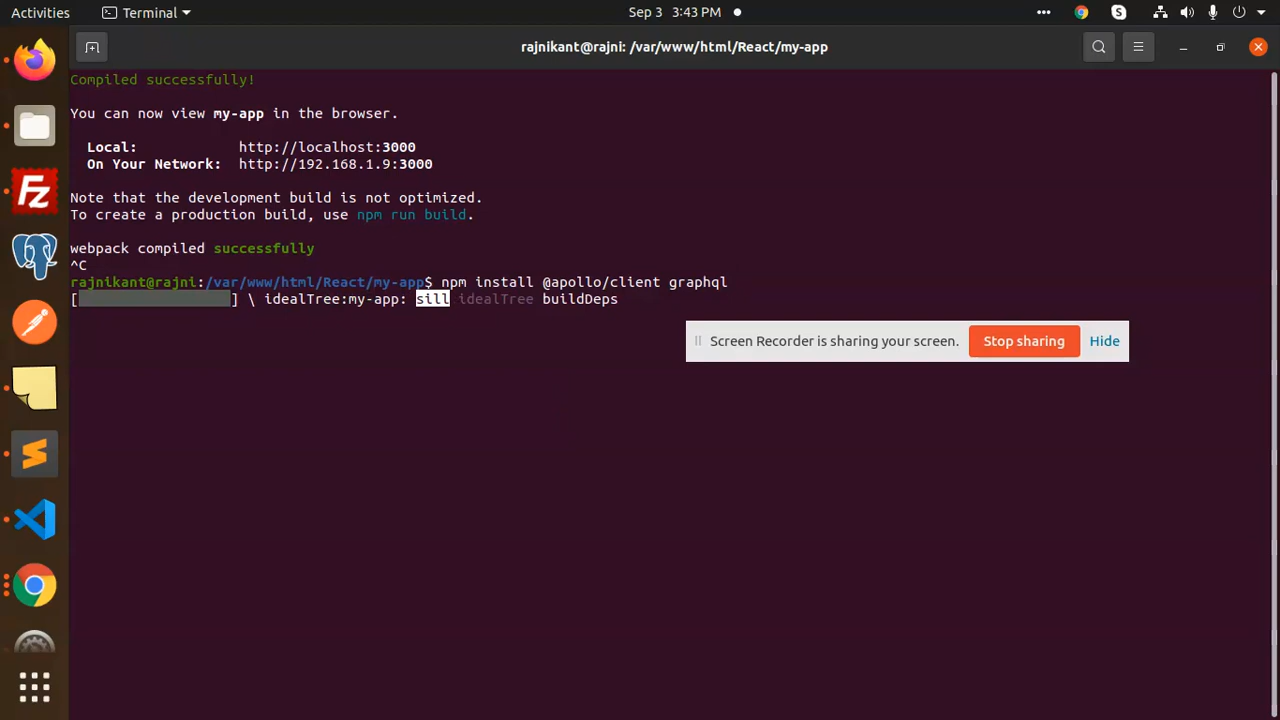 Activities
Terminal
Sep 3 3:43 PM
rajnikant@rajni: /var/www/html/React/my-app
Compiled successfully!
You can now view my-app in the browser.
Local: http://localhost:3000
On Your Network: http://192.168.1.9:3000
Note that the development build is not optimized.
To create a production build, use npm run build.
webpack compiled successfully
^C
rajnikant@rajni:/var/www/html/React/my-app$ npm install @apollo/client graphql
[ ] \ idealTree:my-app: sill idealTree buildDeps
Screen Recorder is sharing your screen. Stop sharing Hide
Fz